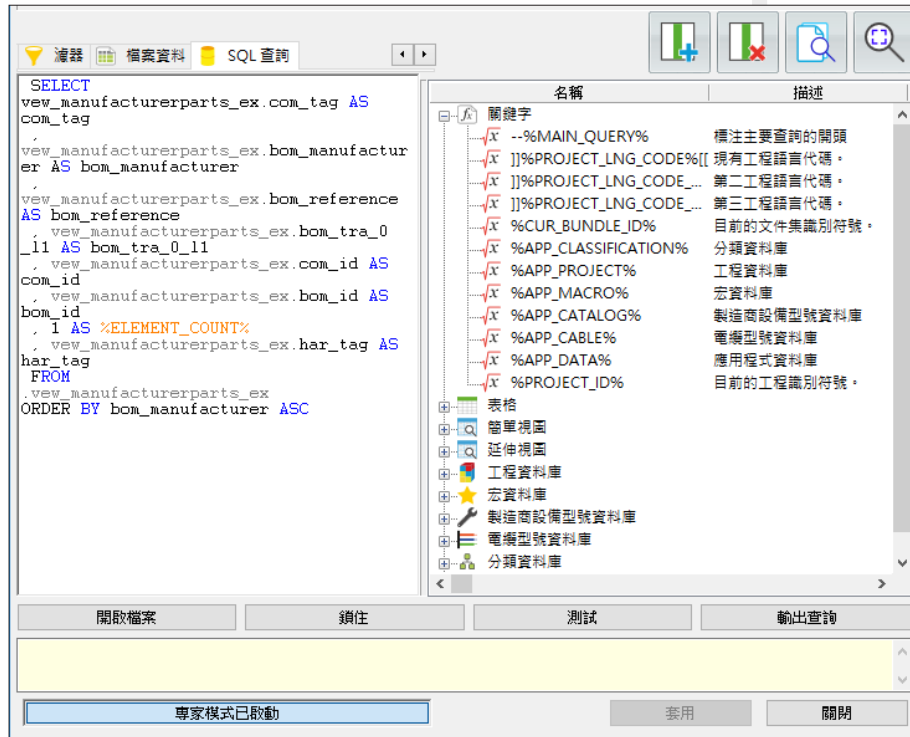 濾器 檔案資料 SQL 查詢
SELECT
vew_manufacturerparts_ex.com_tag AS
com_tag
,
vew_manufacturerparts_ex.bom_manufactur
er AS bom_manufacturer
,
vew_manufacturerparts_ex.bom_reference
AS bom_reference
, vew_manufacturerparts_ex.bom_tra_0
_l1 AS bom_tra_0_l1
, vew_manufacturerparts_ex.com_id AS
com_id
, vew_manufacturerparts_ex.bom_id AS
bom_id
, 1 AS %ELEMENT_COUNT%
, vew_manufacturerparts_ex.har_tag AS
har_tag
FROM
.vew_manufacturerparts_ex
ORDER BY bom_manufacturer ASC
名稱 描述
關鍵字
--%MAIN_QUERY% 標注主要查詢的開頭
]]%PROJECT_LNG_CODE%[[ 現有工程語言代碼。
]]%PROJECT_LNG_CODE_... 第二工程語言代碼。
]]%PROJECT_LNG_CODE_... 第三工程語言代碼。
%CUR_BUNDLE_ID% 目前的文件集識別符號。
%APP_CLASSIFICATION% 分類資料庫
%APP_PROJECT% 工程資料庫
%APP_MACRO% 宏資料庫
%APP_CATALOG% 製造商設備型號資料庫
%APP_CABLE% 電纜型號資料庫
%APP_DATA% 應用程式資料庫
%PROJECT_ID% 目前的工程識別符號。
表格
簡單視圖
延伸視圖
工程資料庫
宏資料庫
製造商設備型號資料庫
電纜型號資料庫
分類資料庫
開啟檔案 鎖住 測試 輸出查詢
專家模式已啟動 套用 關閉